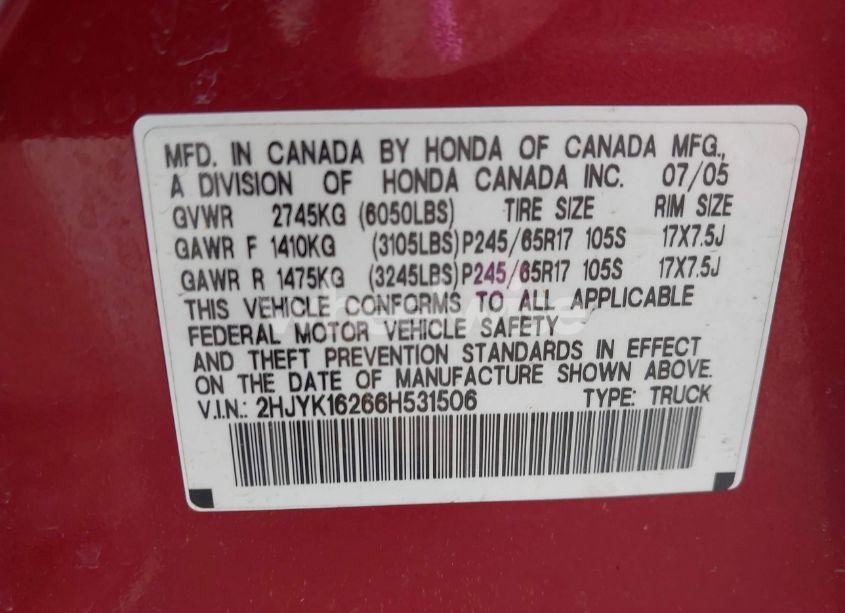 MFD. IN CANADA BY HONDA OF CANADA MFG.,
A DIVISION OF HONDA CANADA INC. 07/05
GVWR 2745KG (6050LBS) TIRE SIZE RIM SIZE
GAWR F 1410KG (3105LBS) P245/65R17 105S 17X7.5J
GAWR R 1475KG (3245LBS) P245/65R17 105S 17X7.5J
THIS VEHICLE CONFORMS TO ALL APPLICABLE
FEDERAL MOTOR VEHICLE SAFETY
AND THEFT PREVENTION STANDARDS IN EFFECT
ON THE DATE OF MANUFACTURE SHOWN ABOVE.
V.I.N.: 2HJYK16266H531506 TYPE: TRUCK